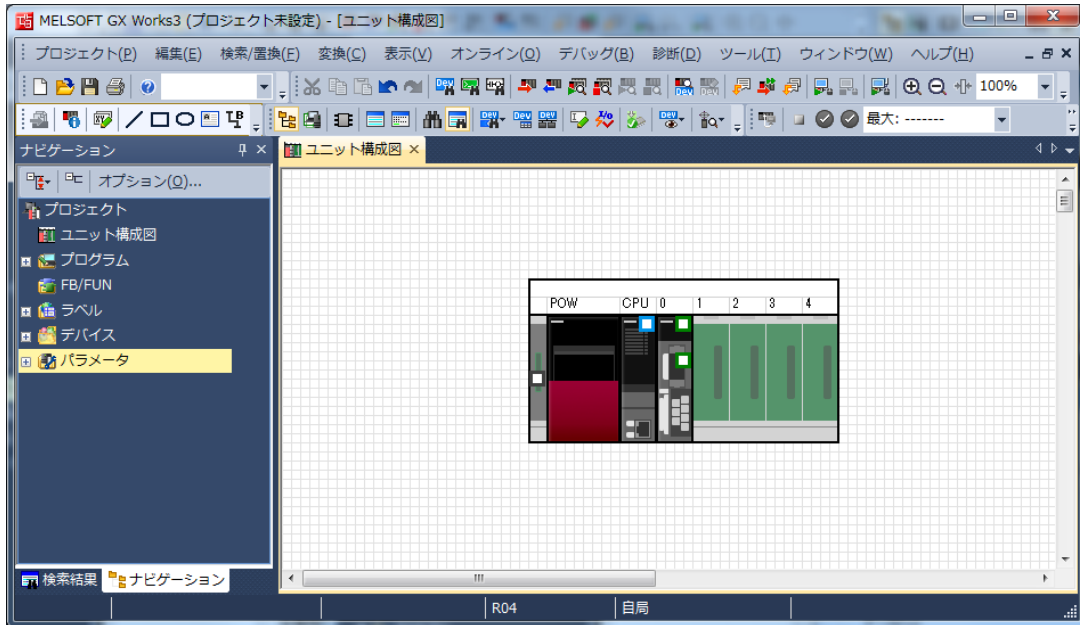 MELSOFT GX Works3 (プロジェクト未設定) - [ユニット構成図]
プロジェクト(P) 編集(E) 検索/置換(F) 変換(C) 表示(V) オンライン(O) デバッグ(B) 診断(D) ツール(T) ウィンドウ(W) ヘルプ(H)
100%
最大: -------
ナビゲーション
ユニット構成図
オプション(O)...
プロジェクト
ユニット構成図
プログラム
FB/FUN
ラベル
デバイス
パラメータ
POW CPU 0 1 2 3 4
検索結果 ナビゲーション
R04 自局